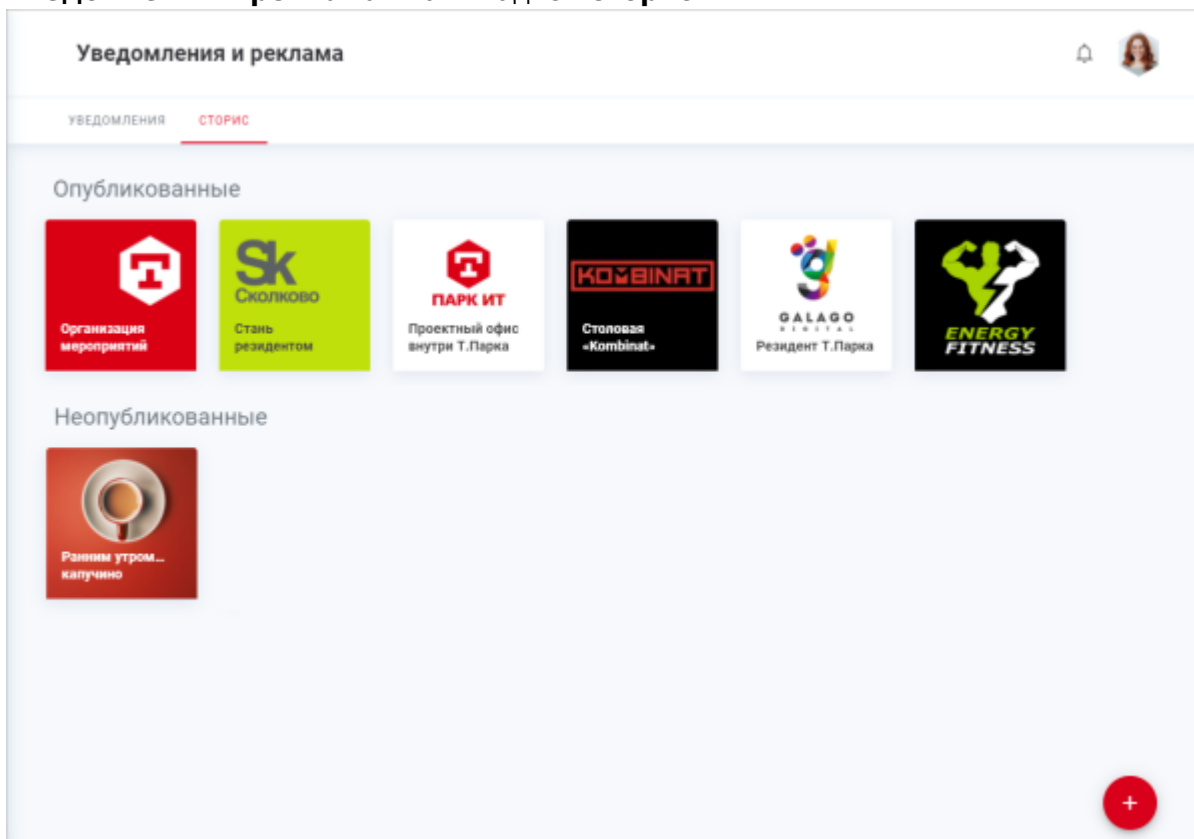 Уведомления и реклама
УВЕДОМЛЕНИЯ СТОРИС
Опубликованные
T
Организация
мероприятий
Sk
Сколково
Стань
резидентом
T
ПАРК ИТ
Проектный офис
внутри Т.Парка
KOMBINAT
Столовая
«Kombinat»
g
GALAGO
DIGITAL
Резидент Т.Парка
ENERGY
FITNESS
Неопубликованные
Ранним утром...
капучино
+